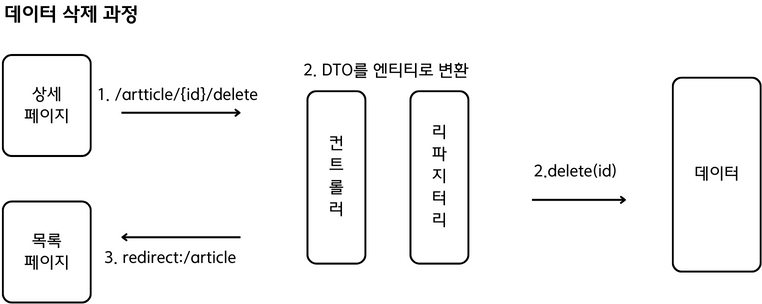 데이터 삭제 과정
2. DTO를 엔티티로 변환
상세
페이지
1. /artticle/{id}/delete
컨
트
롤
러
리
파
지
터
리
2.delete(id)
데이터
목록
페이지
3. redirect:/article